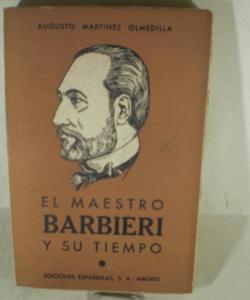 AUGUSTO MARTINEZ OLMEDILLA
EL MAESTRO
BARBIERI
Y SU TIEMPO
EDICIONES ESPAÑOLAS, S. A. - MADRID